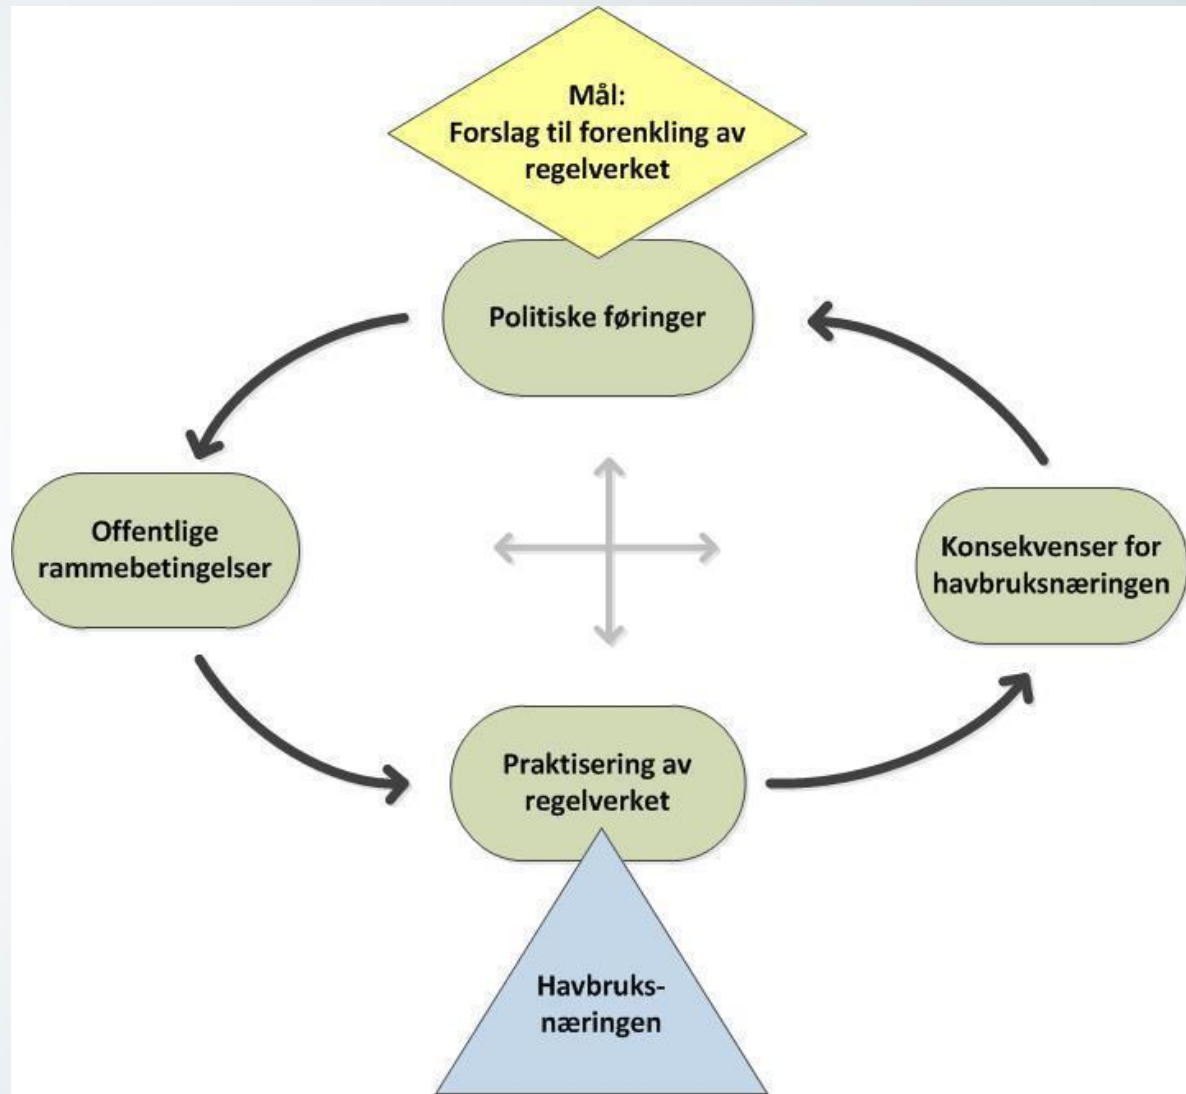 Mål:
Forslag til forenkling av
regelverket
Politiske føringer
Offentlige
rammebetingelser
Konsekvenser for
havbruksnæringen
Praktisering av
regelverket
Havbruks-
næringen